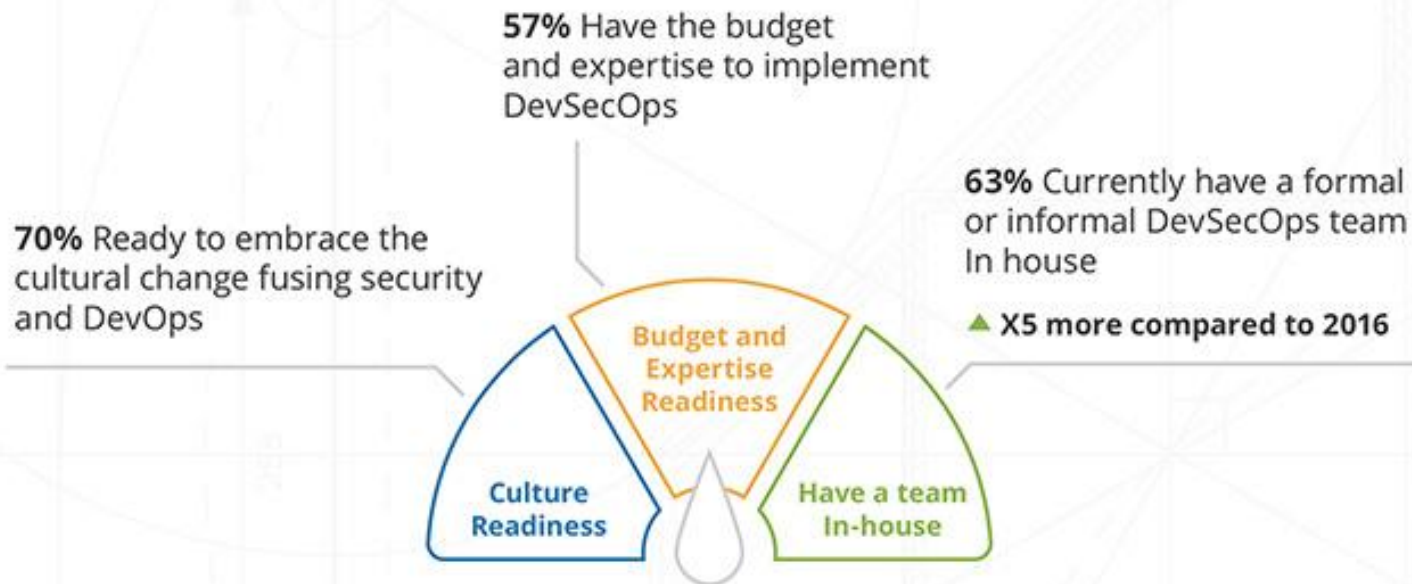 57% Have the budget
and expertise to implement
DevSecOps
63% Currently have a formal
or informal DevSecOps team
In house
▲ X5 more compared to 2016
70% Ready to embrace the
cultural change fusing security
and DevOps
Budget and
Expertise
Readiness
Culture
Readiness
Have a team
In-house